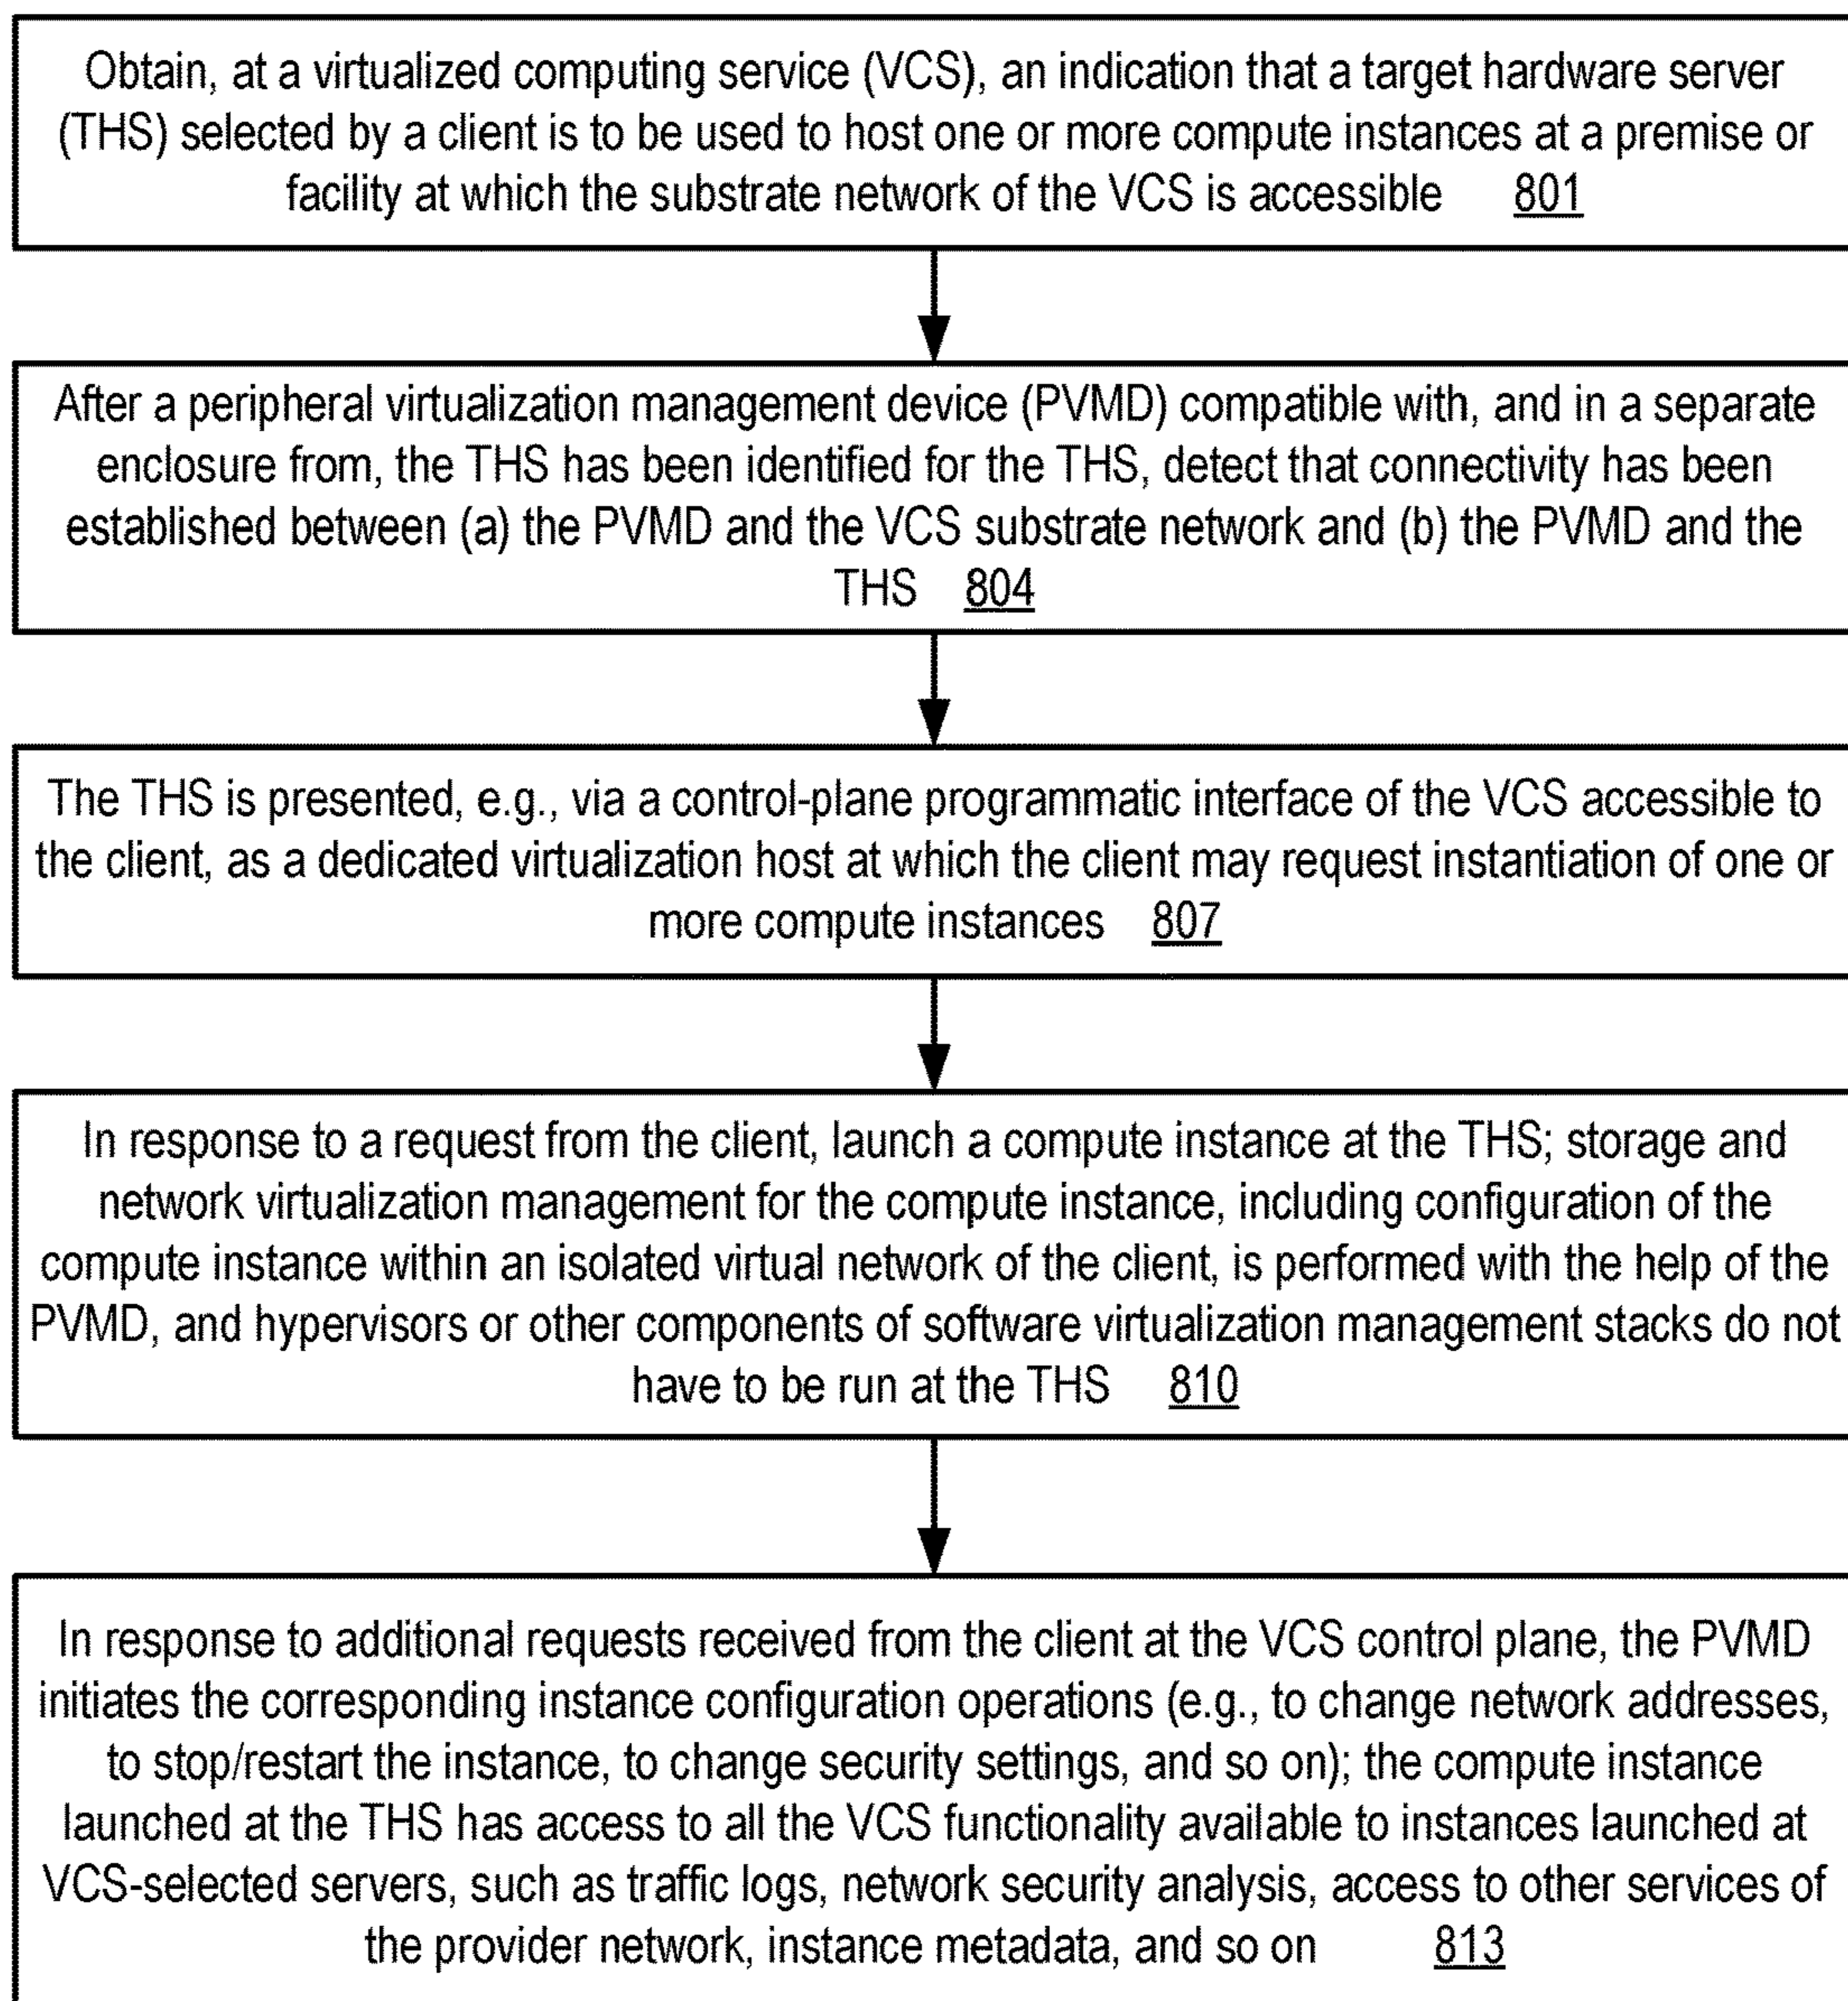 Obtain, at a virtualized computing service (VCS), an indication that a target hardware server
(THS) selected by a client is to be used to host one or more compute instances at a premise or
facility at which the substrate network of the VCS is accessible 801
After a peripheral virtualization management device (PVMD) compatible with, and in a separate
enclosure from, the THS has been identified for the THS, detect that connectivity has been
established between (a) the PVMD and the VCS substrate network and (b) the PVMD and the
THS 804
The THS is presented, e.g., via a control-plane programmatic interface of the VCS accessible to
the client, as a dedicated virtualization host at which the client may request instantiation of one or
more compute instances 807
In response to a request from the client, launch a compute instance at the THS; storage and
network virtualization management for the compute instance, including configuration of the
compute instance within an isolated virtual network of the client, is performed with the help of the
PVMD, and hypervisors or other components of software virtualization management stacks do not
have to be run at the THS 810
In response to additional requests received from the client at the VCS control plane, the PVMD
initiates the corresponding instance configuration operations (e.g., to change network addresses,
to stop/restart the instance, to change security settings, and so on); the compute instance
launched at the THS has access to all the VCS functionality available to instances launched at
VCS-selected servers, such as traffic logs, network security analysis, access to other services of
the provider network, instance metadata, and so on 813